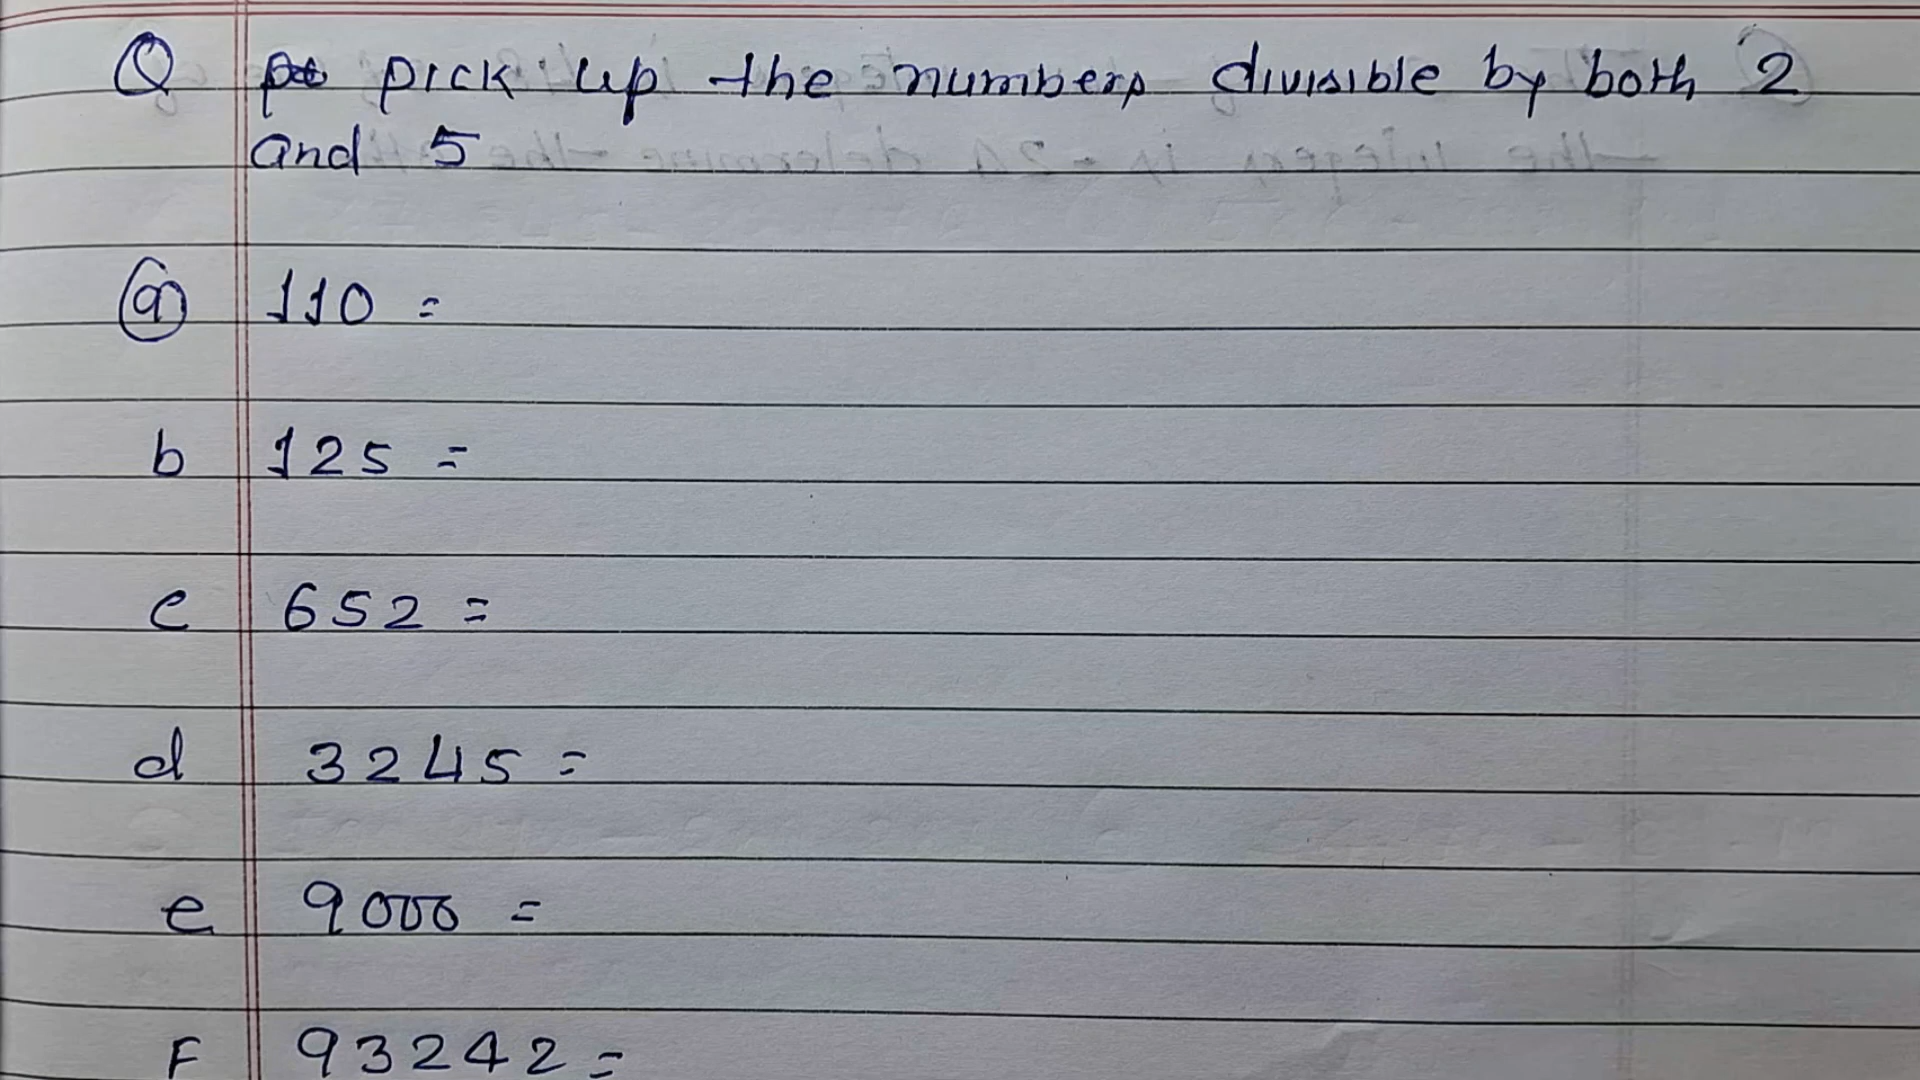 Q pick up the numbers divisible by both 2
and 5
a 110 =
b 125 =
c 652 =
d 3245 =
e 9000 =
F 93242 =